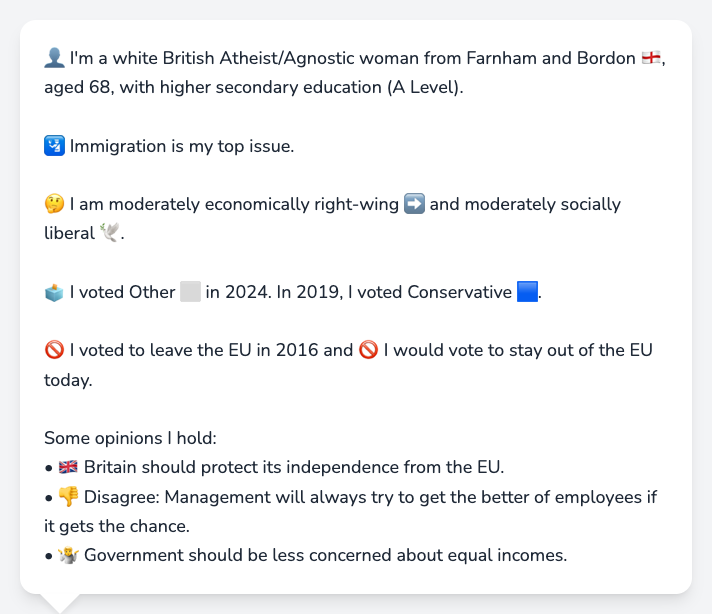 👤 I'm a white British Atheist/Agnostic woman from Farnham and Bordon 🏴󠁧󠁢󠁥󠁮󠁧󠁿,
aged 68, with higher secondary education (A Level).
🛂 Immigration is my top issue.
🤔 I am moderately economically right-wing ➡️ and moderately socially
liberal 🕊️.
🗳️ I voted Other ⬜ in 2024. In 2019, I voted Conservative 🟦.
🚫 I voted to leave the EU in 2016 and 🚫 I would vote to stay out of the EU
today.
Some opinions I hold:
• 🇬🇧 Britain should protect its independence from the EU.
• 👎 Disagree: Management will always try to get the better of employees if
it gets the chance.
• 🤷 Government should be less concerned about equal incomes.